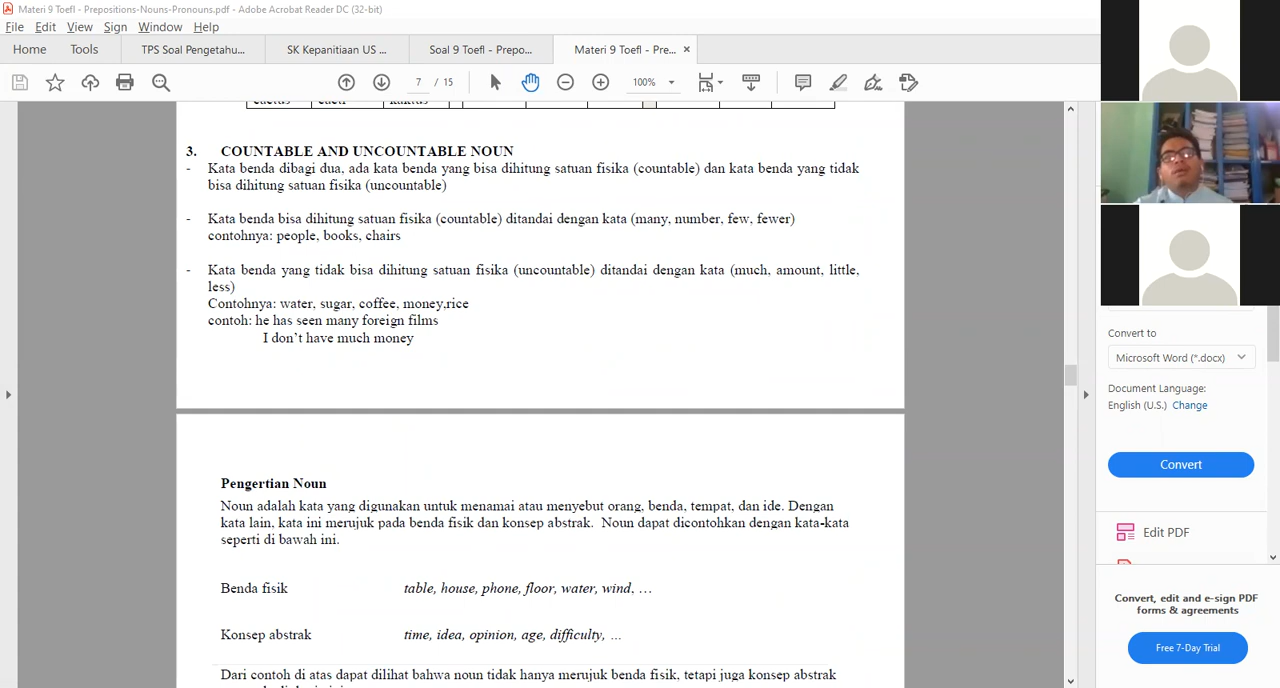 Materi 9 Toefl - Prepositions-Nouns-Pronouns.pdf - Adobe Acrobat Reader DC (32-bit)
File Edit View Sign Window Help
Home Tools TPS Soal Pengetahu... SK Kepanitiaan US ... Soal 9 Toefl - Prepo... Materi 9 Toefl - Pre... ×
7 / 15 100%
cactus cacti kaktus
3. COUNTABLE AND UNCOUNTABLE NOUN
- Kata benda dibagi dua, ada kata benda yang bisa dihitung satuan fisika (countable) dan kata benda yang tidak
bisa dihitung satuan fisika (uncountable)
- Kata benda bisa dihitung satuan fisika (countable) ditandai dengan kata (many, number, few, fewer)
contohnya: people, books, chairs
- Kata benda yang tidak bisa dihitung satuan fisika (uncountable) ditandai dengan kata (much, amount, little,
less)
Contohnya: water, sugar, coffee, money,rice
contoh: he has seen many foreign films
I don't have much money
Pengertian Noun
Noun adalah kata yang digunakan untuk menamai atau menyebut orang, benda, tempat, dan ide. Dengan
kata lain, kata ini merujuk pada benda fisik dan konsep abstrak. Noun dapat dicontohkan dengan kata-kata
seperti di bawah ini.
Benda fisik table, house, phone, floor, water, wind, ...
Konsep abstrak time, idea, opinion, age, difficulty, ...
Dari contoh di atas dapat dilihat bahwa noun tidak hanya merujuk benda fisik, tetapi juga konsep abstrak
Convert to
Microsoft Word (*.docx)
Document Language:
English (U.S.) Change
Convert
Edit PDF
Convert, edit and e-sign PDF
forms & agreements
Free 7-Day Trial